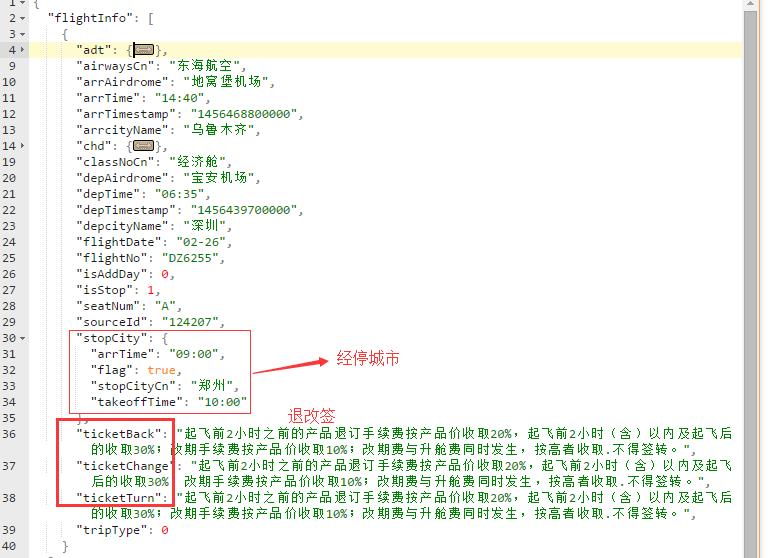 1 {
2 "flightInfo": [
3 {
4 "adt": {},
9 "airwaysCn": "东海航空",
10 "arrAirdrome": "地窝堡机场",
11 "arrTime": "14:40",
12 "arrTimestamp": "1456468800000",
13 "arrcityName": "乌鲁木齐",
14 "chd": {},
19 "classNoCn": "经济舱",
20 "depAirdrome": "宝安机场",
21 "depTime": "06:35",
22 "depTimestamp": "1456439700000",
23 "depcityName": "深圳",
24 "flightDate": "02-26",
25 "flightNo": "DZ6255",
26 "isAddDay": 0,
27 "isStop": 1,
28 "seatNum": "A",
29 "sourceId": "124207",
30 "stopCity": {
31 "arrTime": "09:00",
32 "flag": true,
经停城市
33 "stopCityCn": "郑州",
34 "takeoffTime": "10:00"
35 },
退改签
36 "ticketBack": "起飞前2小时之前的产品退订手续费按产品价收取20%，起飞前2小时（含）以内及起飞后
的收取30%；改期手续费按产品价收取10%；改期费与升舱费同时发生，按高者收取.不得签转。",
37 "ticketChange": "起飞前2小时之前的产品退订手续费按产品价收取20%，起飞前2小时（含）以内及起飞
后的收取30% 改期手续费按产品价收取10%；改期费与升舱费同时发生，按高者收取.不得签转。",
38 "ticketTurn": "起飞前2小时之前的产品退订手续费按产品价收取20%，起飞前2小时（含）以内及起飞后
的收取30%；改期手续费按产品价收取10%；改期费与升舱费同时发生，按高者收取.不得签转。",
39 "tripType": 0
40 }